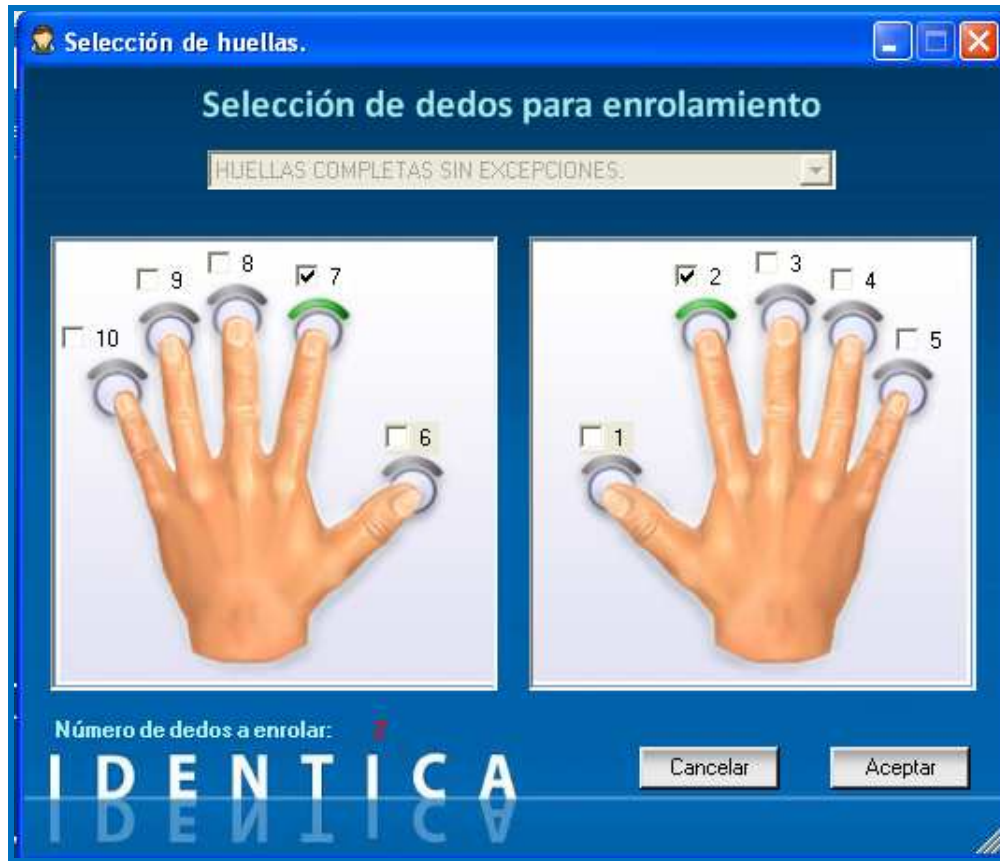 Selección de huellas.
Selección de dedos para enrolamiento
HUELLAS COMPLETAS SIN EXCEPCIONES.
9
8
7
10
6
2
3
4
5
1
Número de dedos a enrolar: 2
IDENTICA
Cancelar
Aceptar